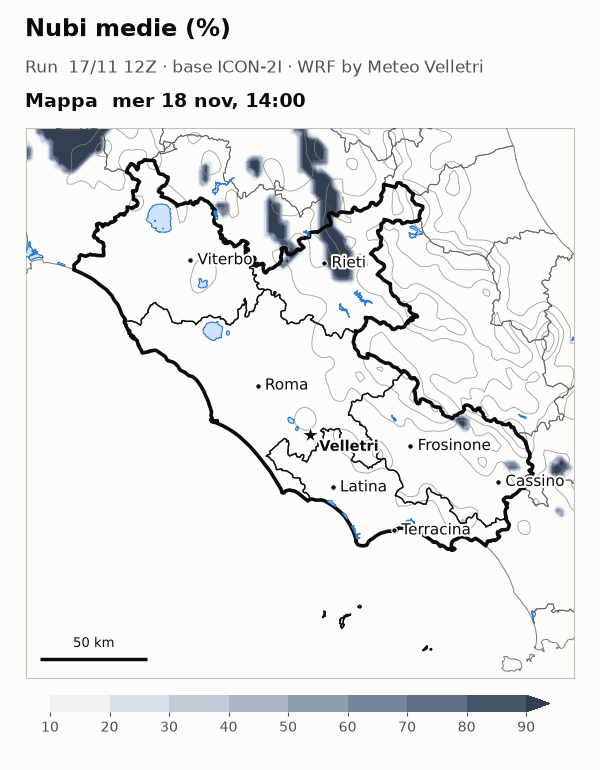 Nubi medie (%)
Run  17/11 12Z · base ICON-2I · WRF by Meteo Velletri
Mappa  mer 18 nov, 14:00
Viterbo
Rieti
Roma
Velletri
Frosinone
Latina
Cassino
Terracina
50 km
10 20 30 40 50 60 70 80 90